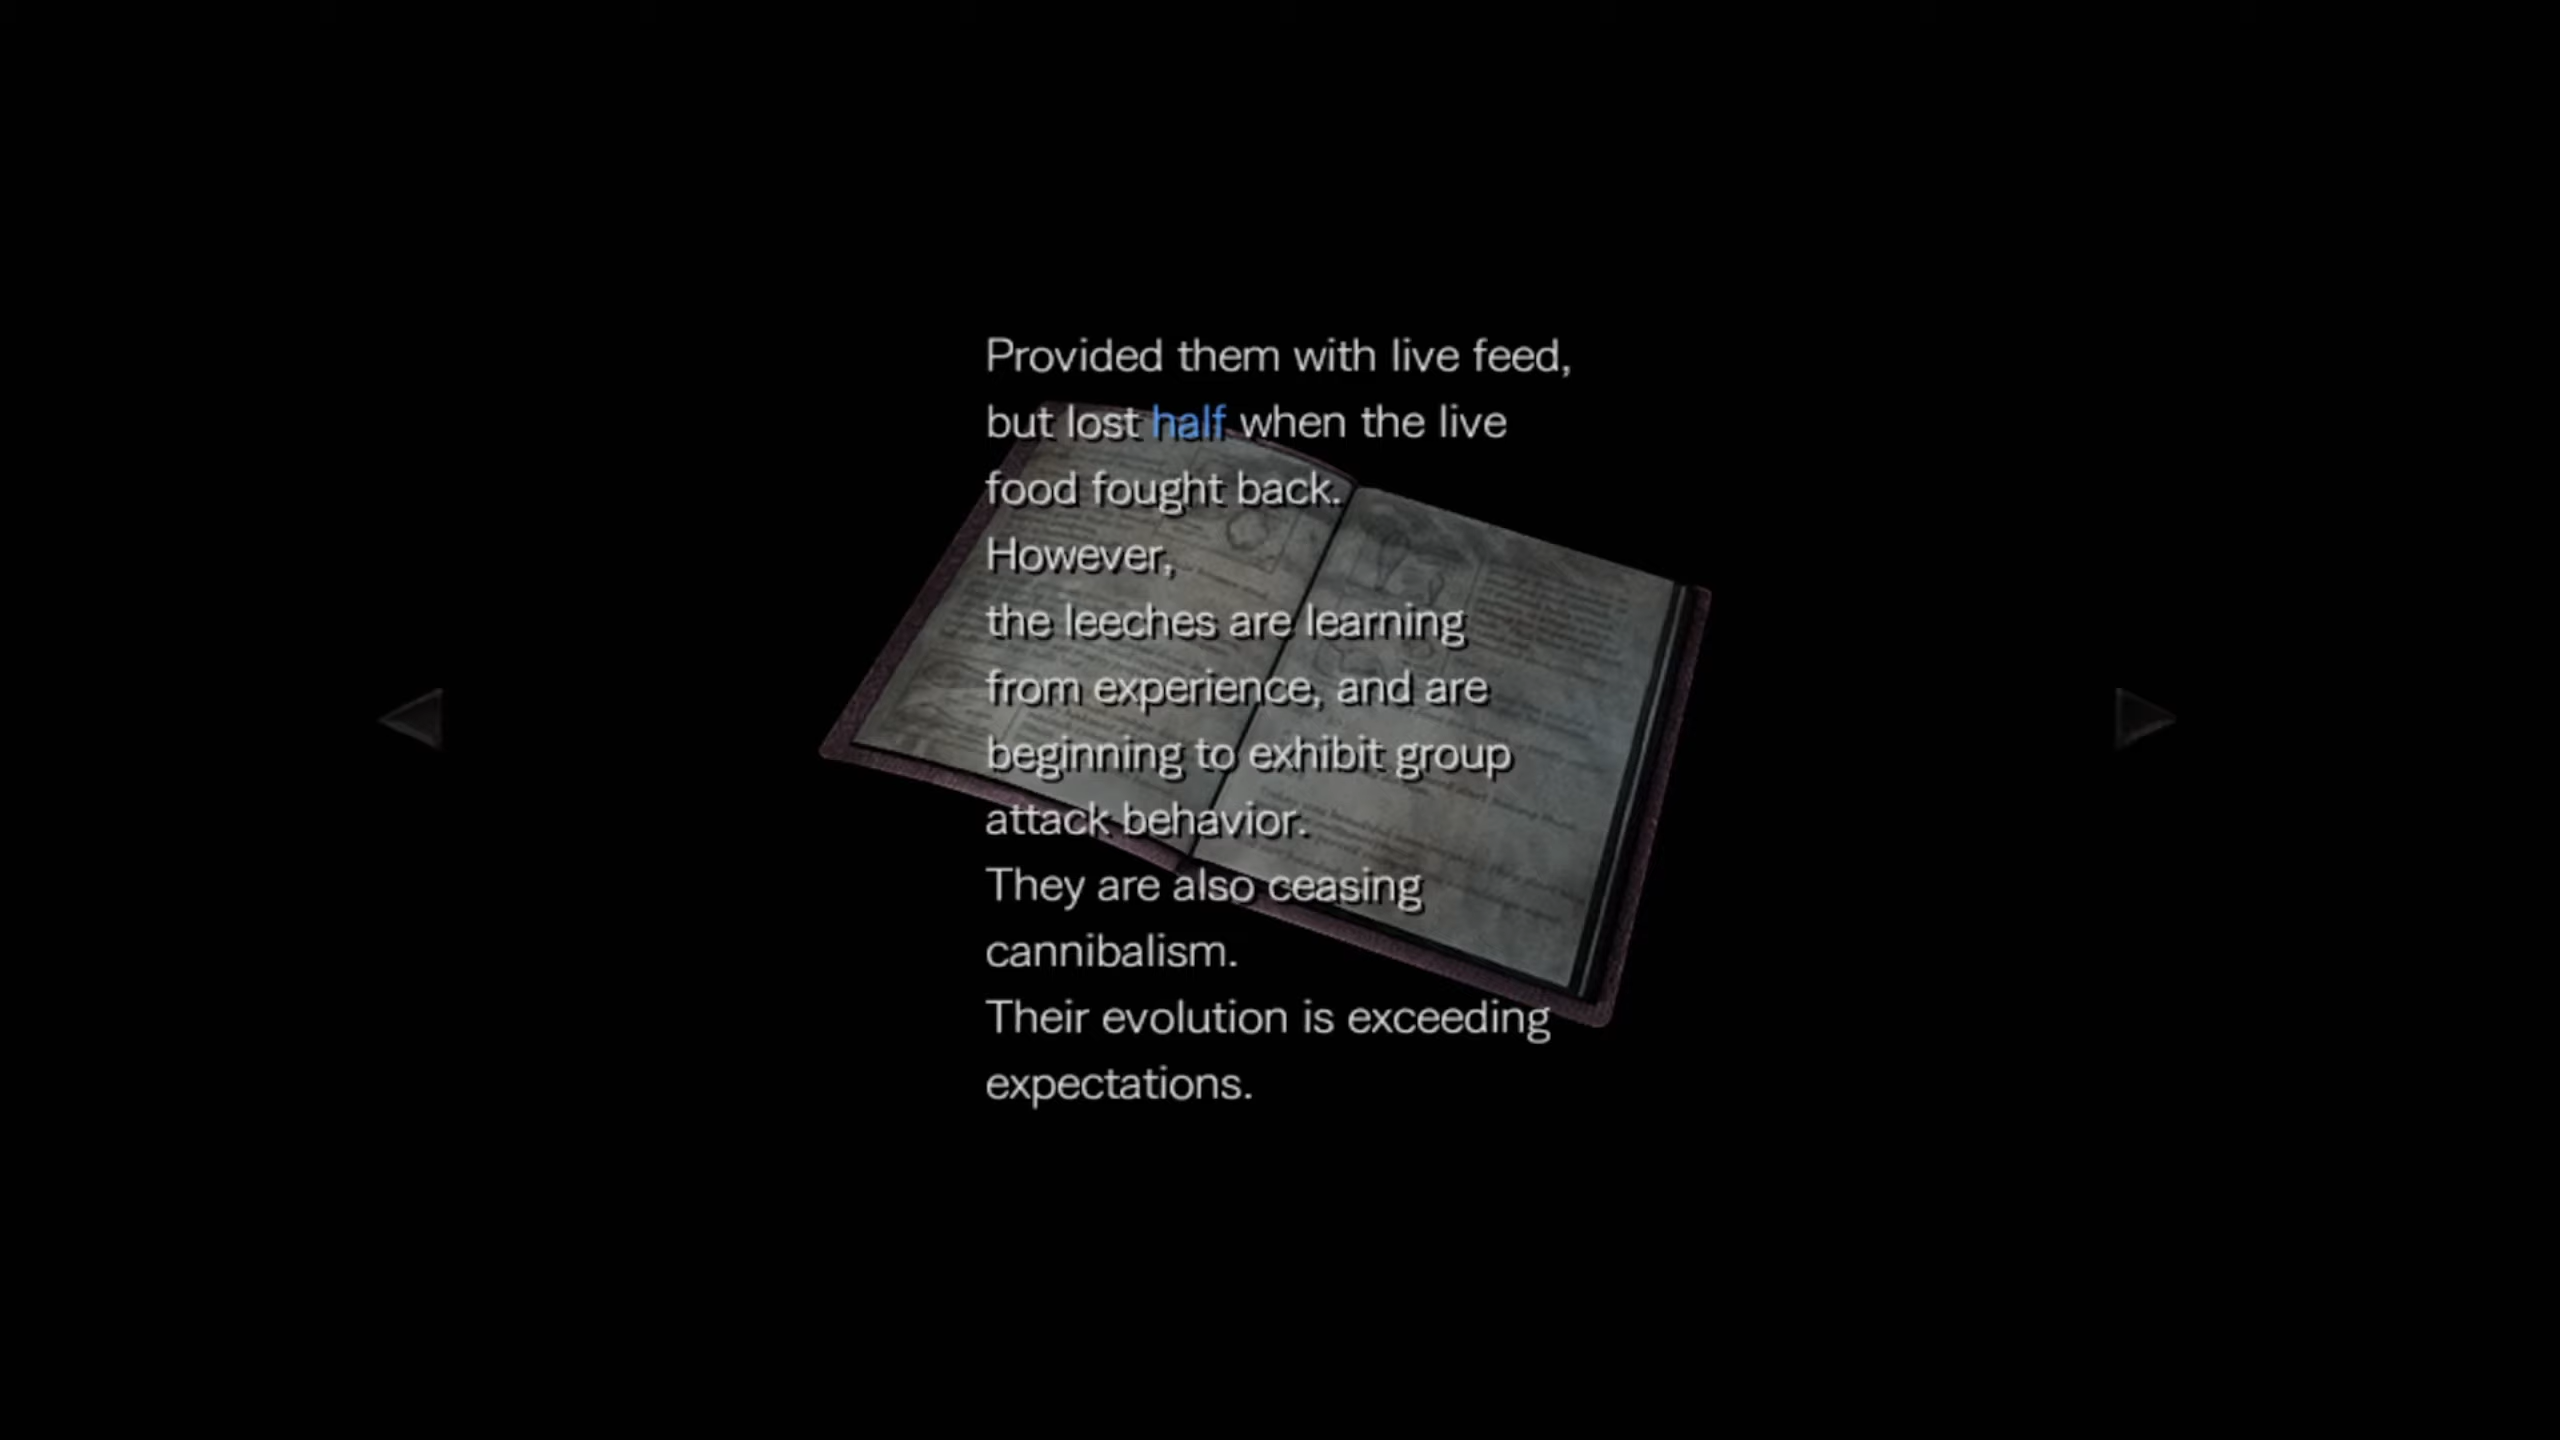 Provided them with live feed,
but lost half when the live
food fought back.
However,
the leeches are learning
from experience, and are
beginning to exhibit group
attack behavior.
They are also ceasing
cannibalism.
Their evolution is exceeding
expectations.